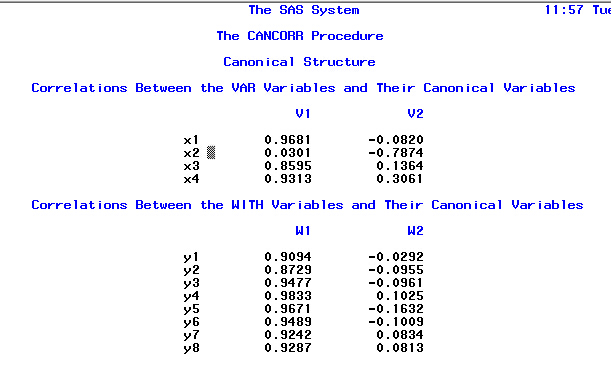 The SAS System 11:57 Tue
The CANCORR Procedure
Canonical Structure
Correlations Between the VAR Variables and Their Canonical Variables
V1 V2
x1 0.9681 -0.0820
x2 0.0301 -0.7874
x3 0.8595 0.1364
x4 0.9313 0.3061
Correlations Between the WITH Variables and Their Canonical Variables
W1 W2
y1 0.9094 -0.0292
y2 0.8729 -0.0955
y3 0.9477 -0.0961
y4 0.9833 0.1025
y5 0.9671 -0.1632
y6 0.9489 -0.1009
y7 0.9242 0.0834
y8 0.9287 0.0813